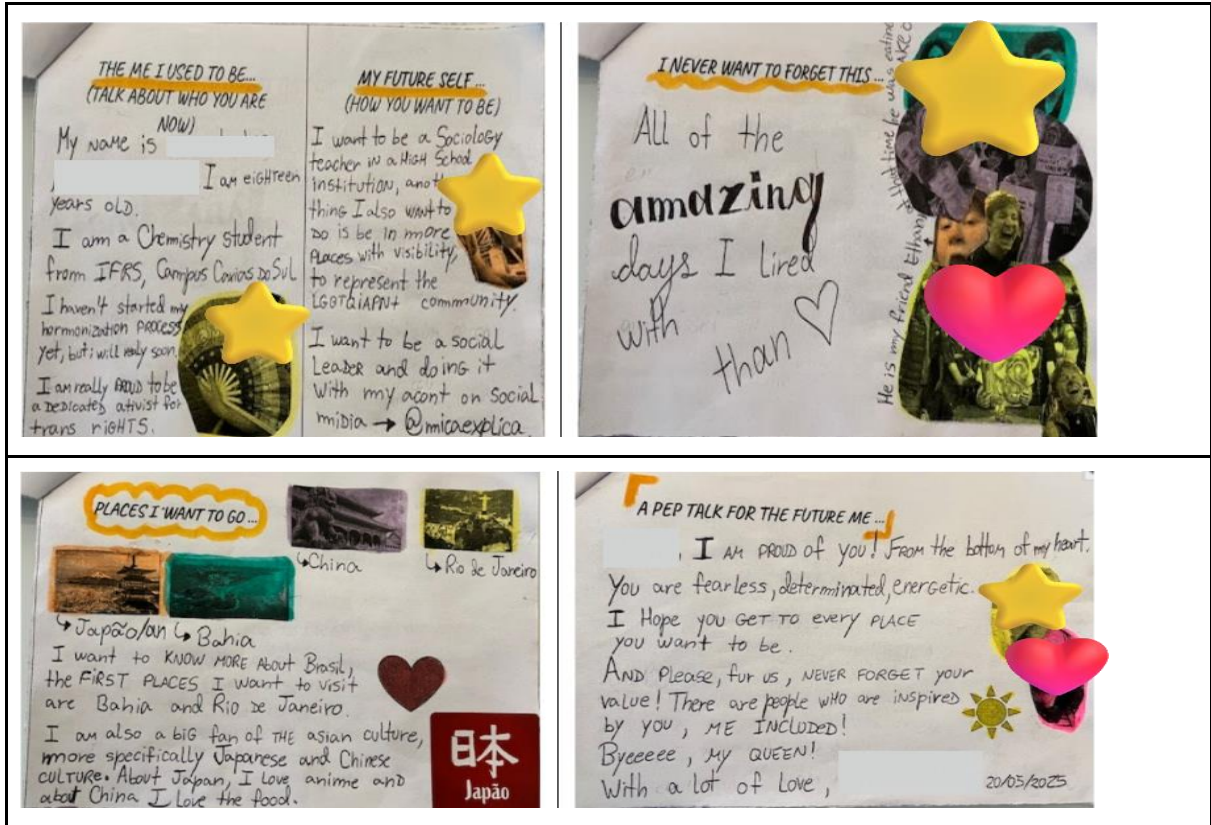 THE ME I USED TO BE...
(TALK ABOUT WHO YOU ARE
NOW)
My name is
I am eighteen
years old.
I am a Chemistry student
from IFRS, Campus Caxias do Sul
I haven't started my
hormonization process
yet, but i will realy soon.
I am really proud to be
a dedicated ativist for
trans rights.
MY FUTURE SELF...
(HOW YOU WANT TO BE)
I want to be a Sociology
teacher in a High School
institution, anoth
thing I also want to
do is be in more
places with visibility,
to represent the
LGBTQIAPN+ community.
I want to be a social
leader and doing it
with my acont on social
midia → @micaexplica.
I NEVER WANT TO FORGET THIS...
All of the
amazing
days I lived
with
than ♡
He is my friend Ethan, that time he was eating
PLACES I WANT TO GO...
↳China
↳Rio de Janeiro
↳Japão/an ↳Bahia
I want to know more about Brasil,
the first places I want to visit
are Bahia and Rio de Janeiro.
I am also a big fan of the asian culture,
mmore specifically Japanese and Chinese
culture. About Japan, I love anime and
about China I love the food.
日本
Japão
A PEP TALK FOR THE FUTURE ME...
, I am proud of you! From the bottom of my heart.
You are fearless, determinated, energetic.
I Hope you get to every place
you want to be.
And please, fur us, never forget your
value! There are people who are inspired
by you, me included!
Byeeeee, my queen!
With a lot of love,
20/05/2025